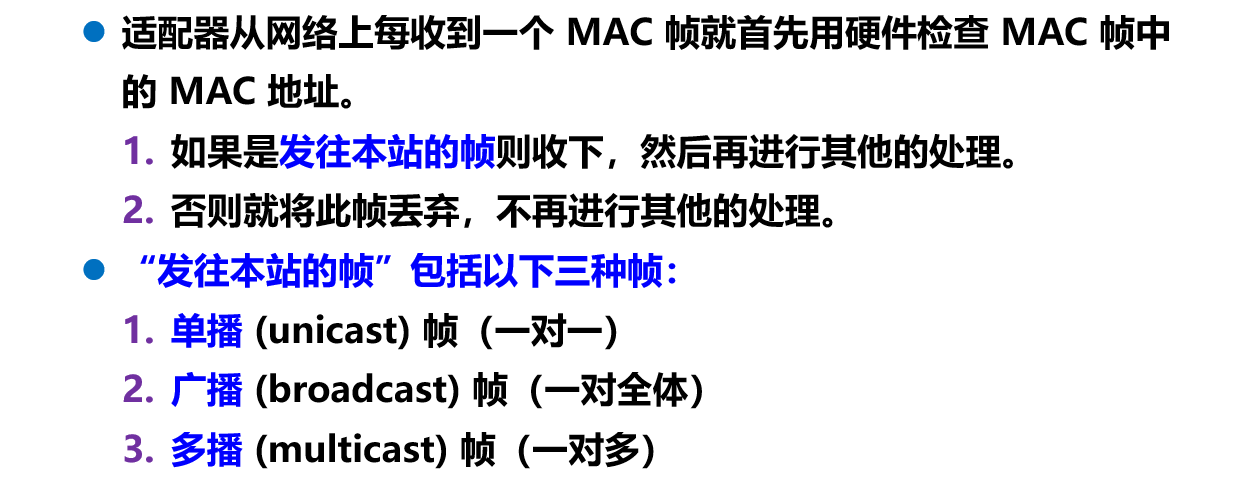 ● 适配器从网络上每收到一个 MAC 帧就首先用硬件检查 MAC 帧中
的 MAC 地址。
1. 如果是发往本站的帧则收下，然后再进行其他的处理。
2. 否则就将此帧丢弃，不再进行其他的处理。
● “发往本站的帧”包括以下三种帧：
1. 单播 (unicast) 帧（一对一）
2. 广播 (broadcast) 帧（一对全体）
3. 多播 (multicast) 帧（一对多）